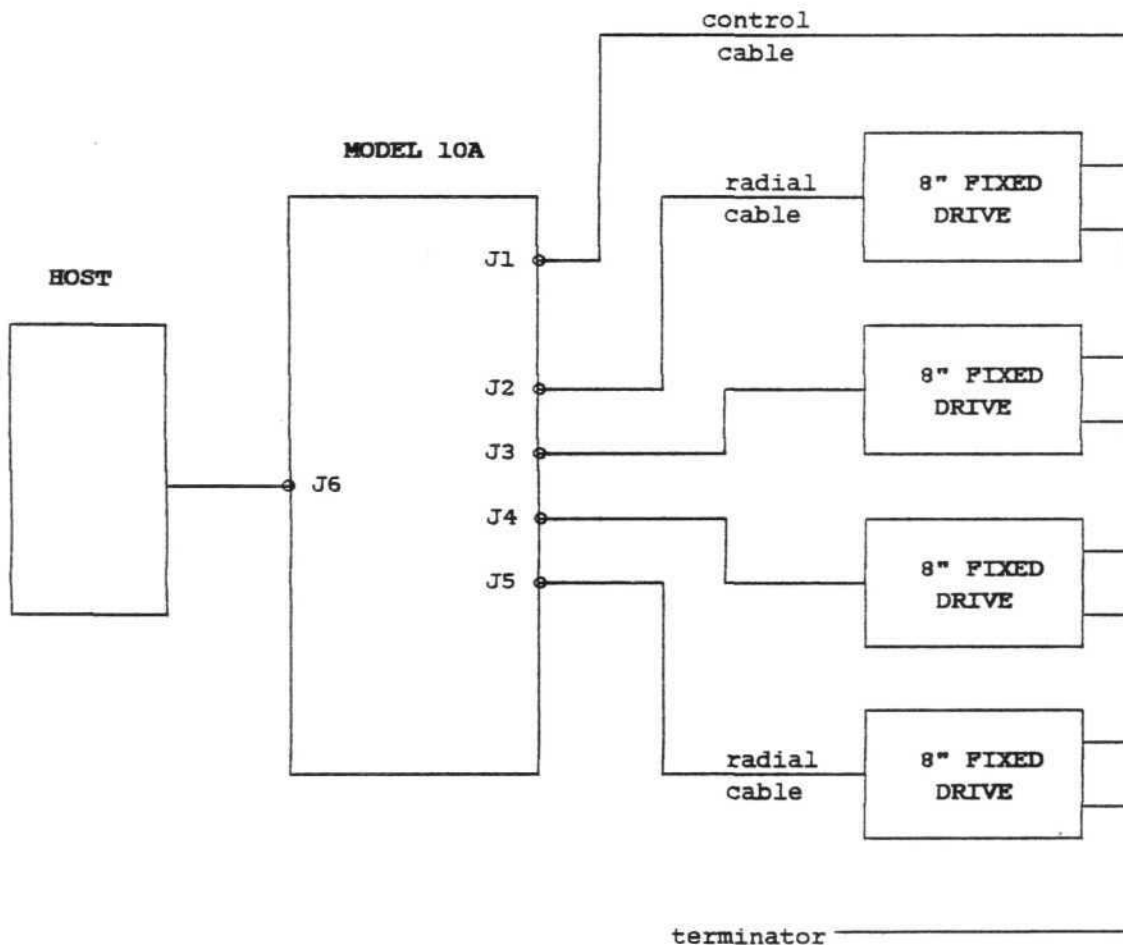 control
cable
MODEL 10A
radial
cable
8" FIXED
DRIVE
J1
HOST
J2
8" FIXED
DRIVE
J3
J6
J4
J5
8" FIXED
DRIVE
radial
cable
8" FIXED
DRIVE
terminator